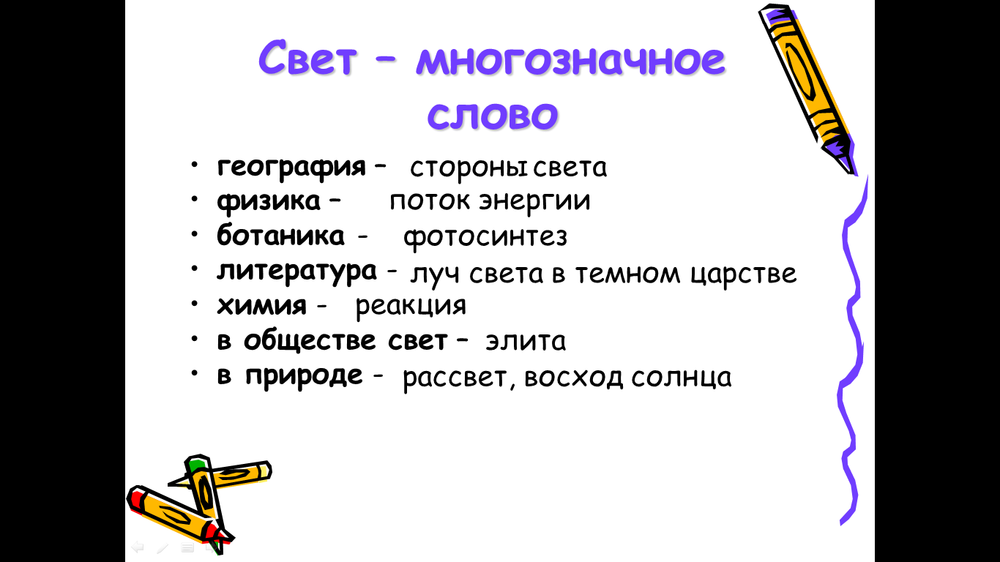 Свет – многозначное
слово
• география – стороны света
• физика – поток энергии
• ботаника - фотосинтез
• литература - луч света в темном царстве
• химия - реакция
• в обществе свет – элита
• в природе - рассвет, восход солнца